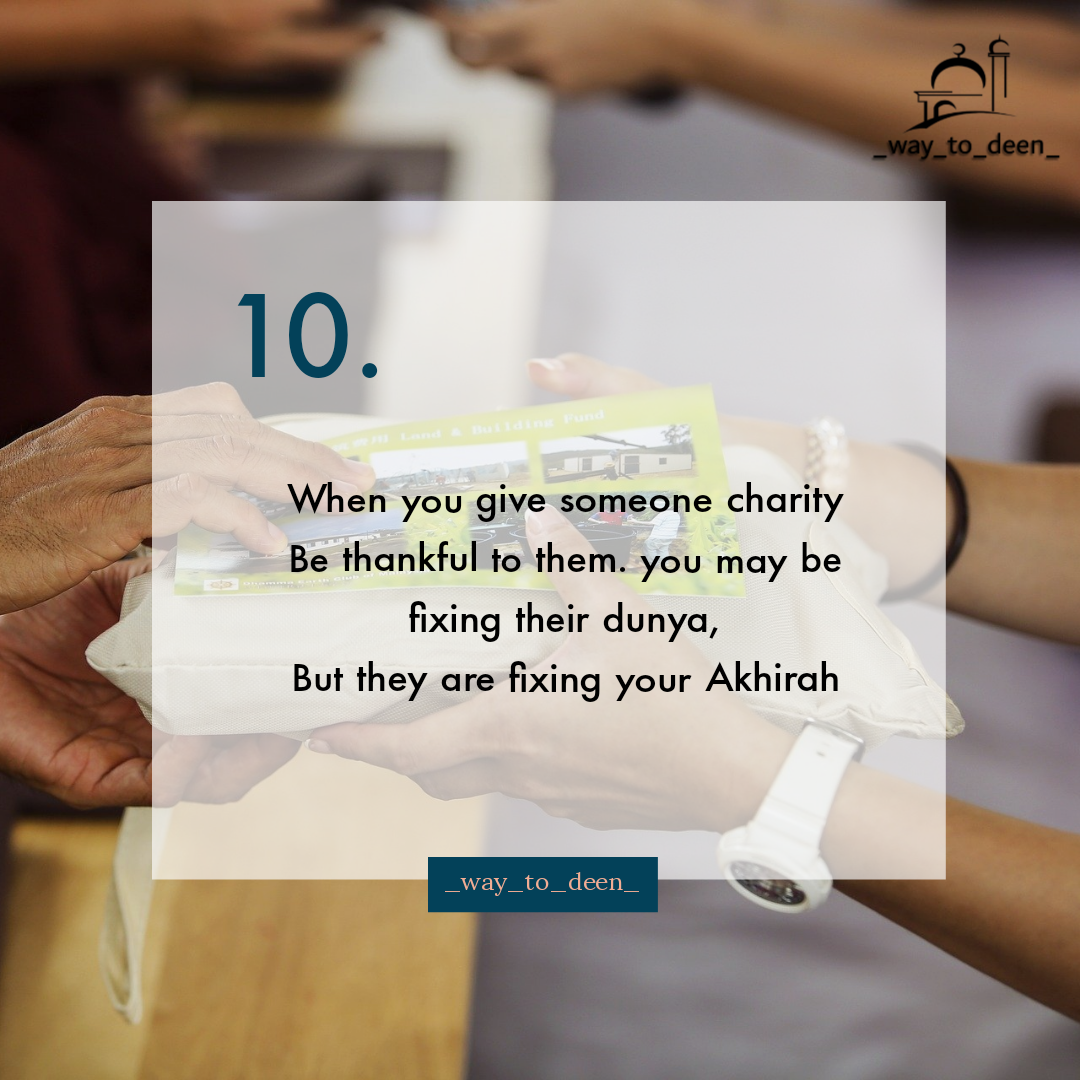 _way_to_deen_
10.
Land & Building Fund
When you give someone charity
Be thankful to them. you may be
fixing their dunya,
But they are fixing your Akhirah
_way_to_deen_